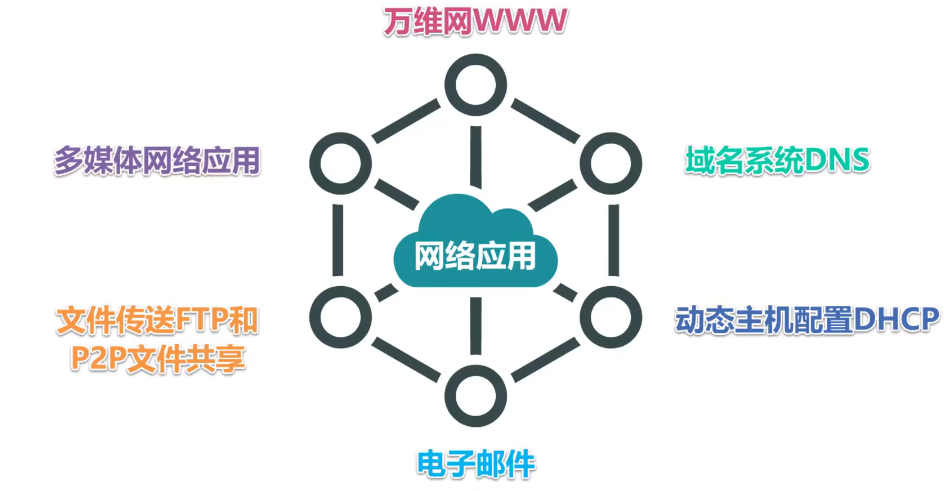 万维网WWW
多媒体网络应用
域名系统DNS
网络应用
文件传送FTP和
P2P文件共享
动态主机配置DHCP
电子邮件